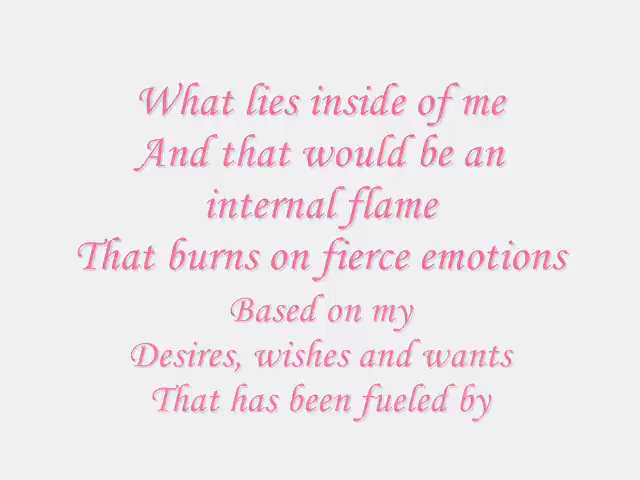 What lies inside of me
And that would be an
internal flame
That burns on fierce emotions
Based on my
Desires, wishes and wants
That has been fueled by